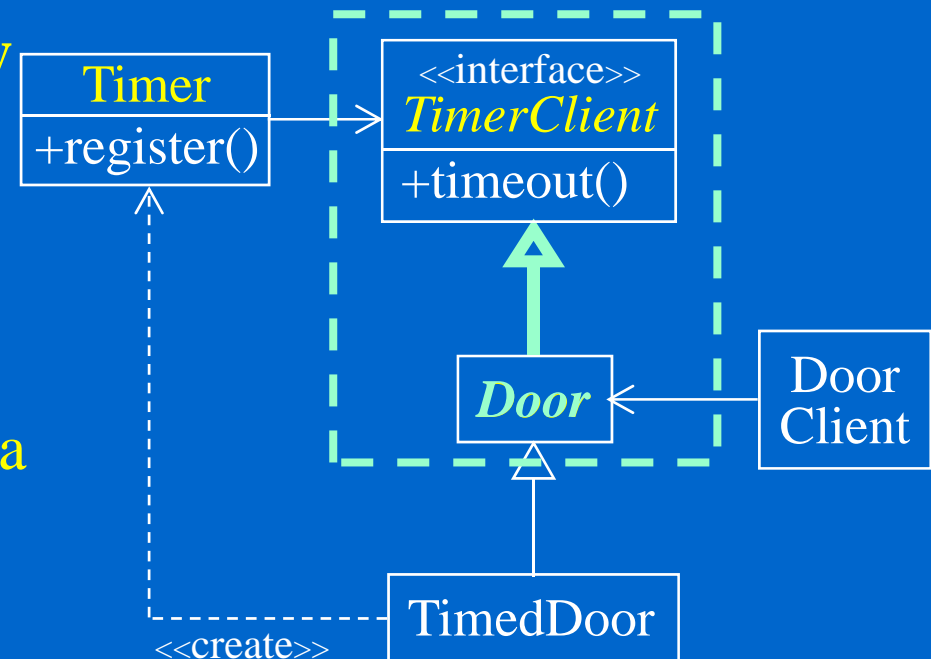 y
Timer
+register()
<<interface>>
TimerClient
+timeout()
Door
Door
Client
a
TimedDoor
<<create>>